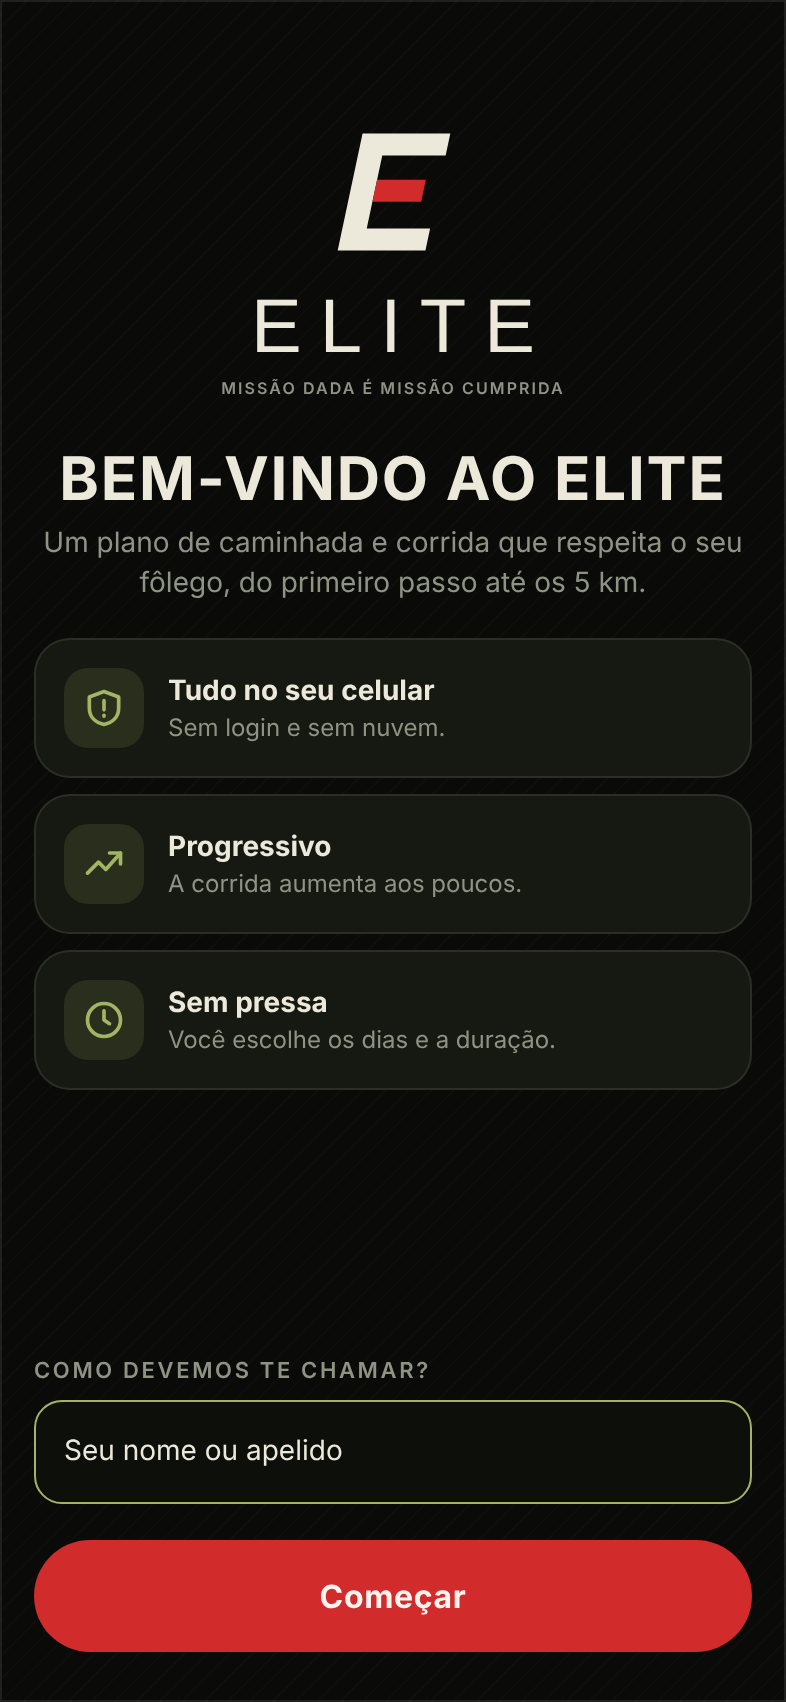 E
ELITE
MISSÃO DADA É MISSÃO CUMPRIDA
BEM-VINDO AO ELITE
Um plano de caminhada e corrida que respeita o seu
fôlego, do primeiro passo até os 5 km.
Tudo no seu celular
Sem login e sem nuvem.
Progressivo
A corrida aumenta aos poucos.
Sem pressa
Você escolhe os dias e a duração.
COMO DEVEMOS TE CHAMAR?
Seu nome ou apelido
Começar